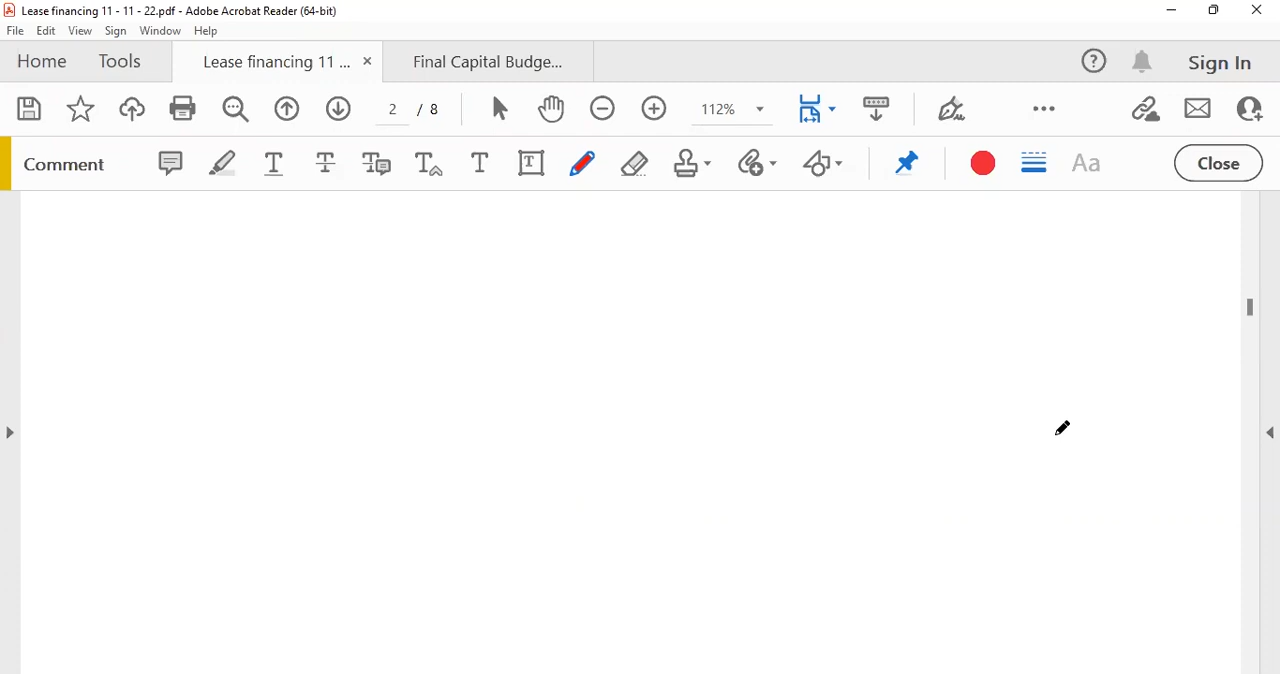 Lease financing 11 - 11 - 22.pdf - Adobe Acrobat Reader (64-bit)
File Edit View Sign Window Help
Home Tools Lease financing 11 ... × Final Capital Budge... Sign In
2 / 8 112%
Comment T T T T T T Aa Close